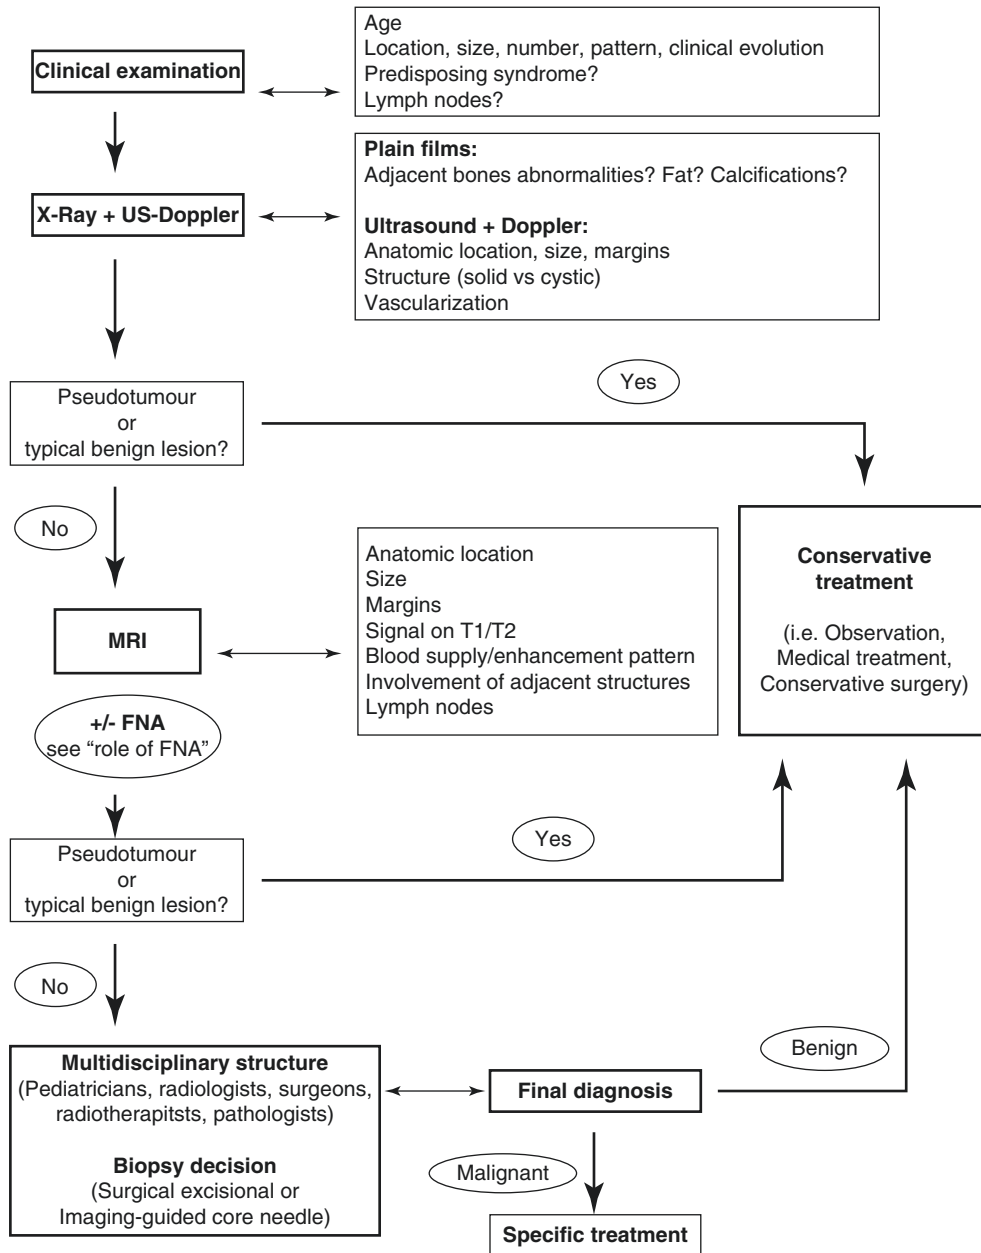 Clinical examination
Age
Location, size, number, pattern, clinical evolution
Predisposing syndrome?
Lymph nodes?
X-Ray + US-Doppler
Plain films:
Adjacent bones abnormalities? Fat? Calcifications?
Ultrasound + Doppler:
Anatomic location, size, margins
Structure (solid vs cystic)
Vascularization
Pseudotumour
or
typical benign lesion?
Yes
No
MRI
Anatomic location
Size
Margins
Signal on T1/T2
Blood supply/enhancement pattern
Involvement of adjacent structures
Lymph nodes
Conservative
treatment
(i.e. Observation,
Medical treatment,
Conservative surgery)
+/- FNA
see “role of FNA”
Pseudotumour
or
typical benign lesion?
Yes
No
Multidisciplinary structure
(Pediatricians, radiologists, surgeons,
radiotherapitsts, pathologists)
Biopsy decision
(Surgical excisional or
Imaging-guided core needle)
Final diagnosis
Benign
Malignant
Specific treatment